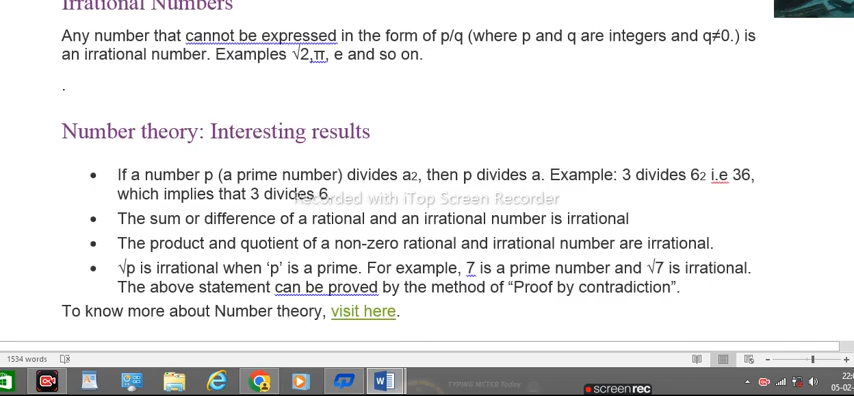 Irrational Numbers
Any number that cannot be expressed in the form of p/q (where p and q are integers and q≠0.) is
an irrational number. Examples √2,π, e and so on.
.
Number theory: Interesting results
• If a number p (a prime number) divides a2, then p divides a. Example: 3 divides 62 i.e 36,
which implies that 3 divides 6.
Recorded with iTop Screen Recorder
• The sum or difference of a rational and an irrational number is irrational
• The product and quotient of a non-zero rational and irrational number are irrational.
• √p is irrational when ‘p’ is a prime. For example, 7 is a prime number and √7 is irrational.
The above statement can be proved by the method of “Proof by contradiction”.
To know more about Number theory, visit here.
1534 words
TYPING METER Today
screenrec
22:
05-02-